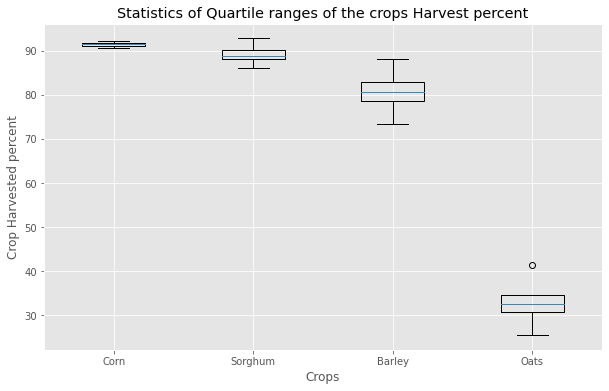 Statistics of Quartile ranges of the crops Harvest percent
Crop Harvested percent
90
80
70
60
50
40
30
Corn Sorghum Barley Oats
Crops